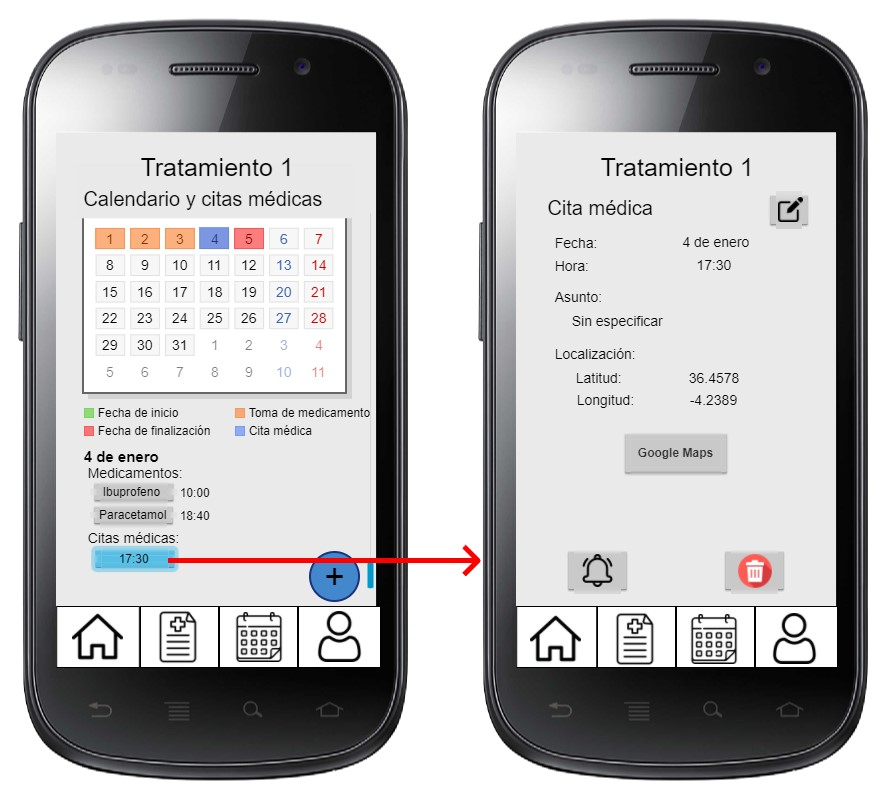 Tratamiento 1
Calendario y citas médicas
1 2 3 4 5 6 7
8 9 10 11 12 13 14
15 16 17 18 19 20 21
22 23 24 25 26 27 28
29 30 31 1 2 3 4
5 6 7 8 9 10 11
Fecha de inicio Toma de medicamento
Fecha de finalización Cita médica
4 de enero
Medicamentos:
Ibuprofeno 10:00
Paracetamol 18:40
Citas médicas:
17:30
+
Tratamiento 1
Cita médica
Fecha: 4 de enero
Hora: 17:30
Asunto:
Sin especificar
Localización:
Latitud: 36.4578
Longitud: -4.2389
Google Maps